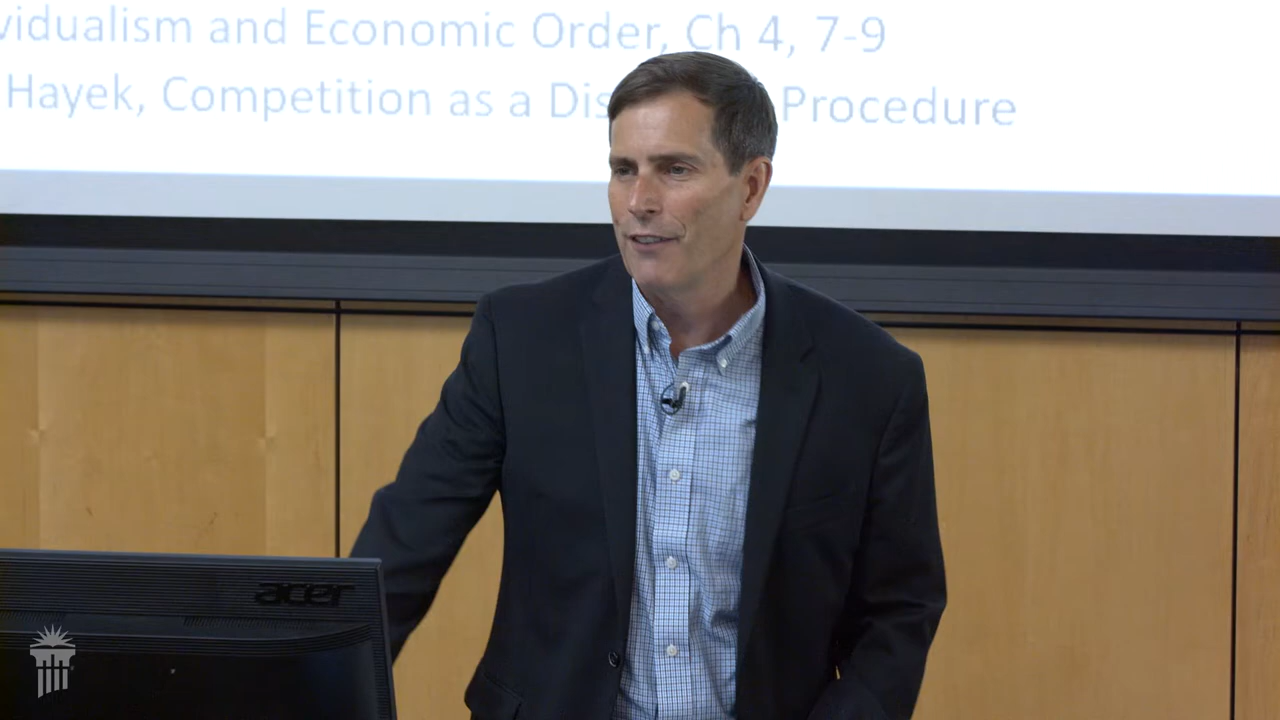 vidualism and Economic Order, Ch 4, 7-9
Hayek, Competition as a Dis Procedure
acer